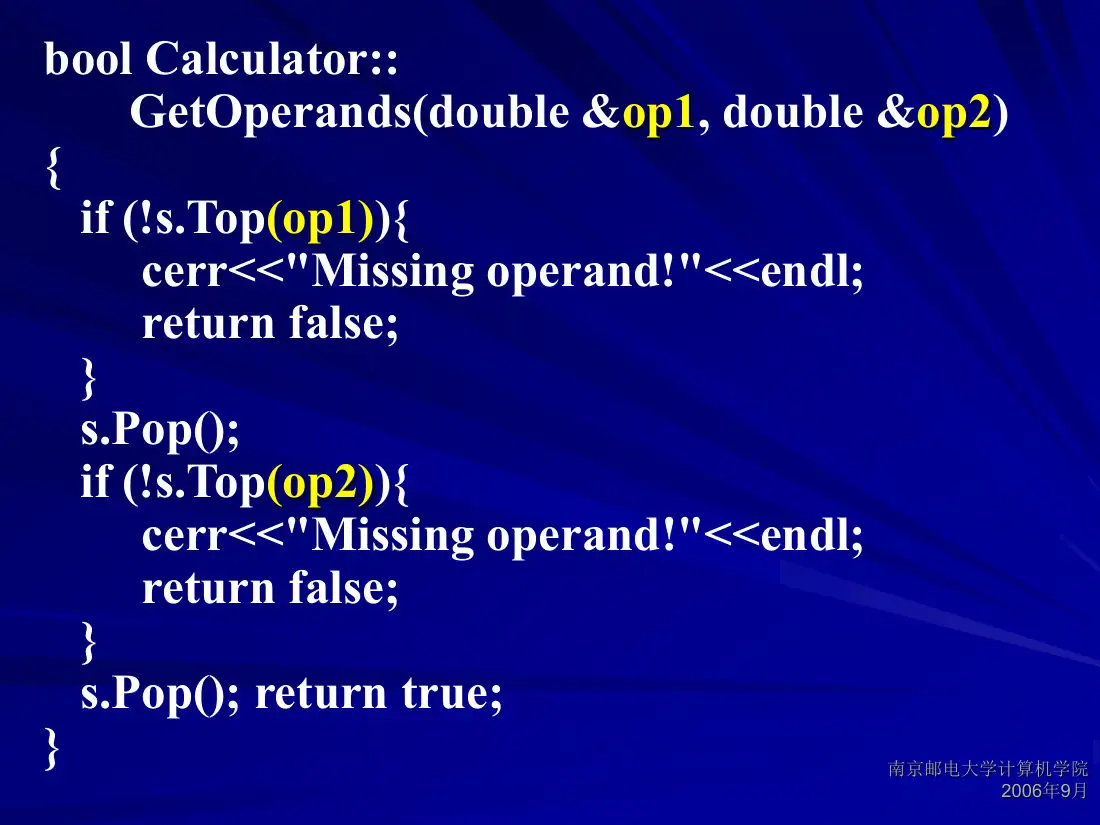 bool Calculator::
GetOperands(double &op1, double &op2)
{
if (!s.Top(op1)){
cerr<<"Missing operand!"<<endl;
return false;
}
s.Pop();
if (!s.Top(op2)){
cerr<<"Missing operand!"<<endl;
return false;
}
s.Pop(); return true;
}
南京邮电大学计算机学院
2006年9月